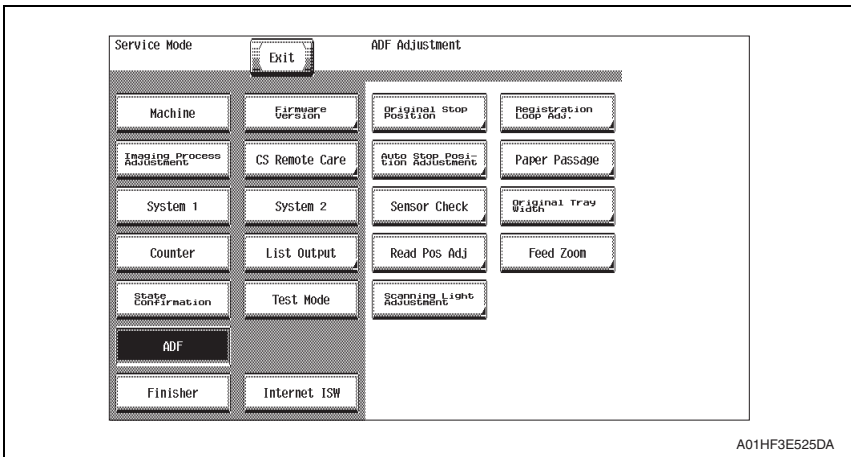 Service Mode
Exit
ADF Adjustment
Machine
Firmware
Version
Original Stop
Position
Registration
Loop Adj.
Imaging Process
Adjustment
CS Remote Care
Auto Stop Posi-
tion Adjustment
Paper Passage
System 1
System 2
Sensor Check
Original Tray
Width
Counter
List Output
Read Pos Adj
Feed Zoom
State
Confirmation
Test Mode
Scanning Light
Adjustment
ADF
Finisher
Internet ISW
A01HF3E525DA